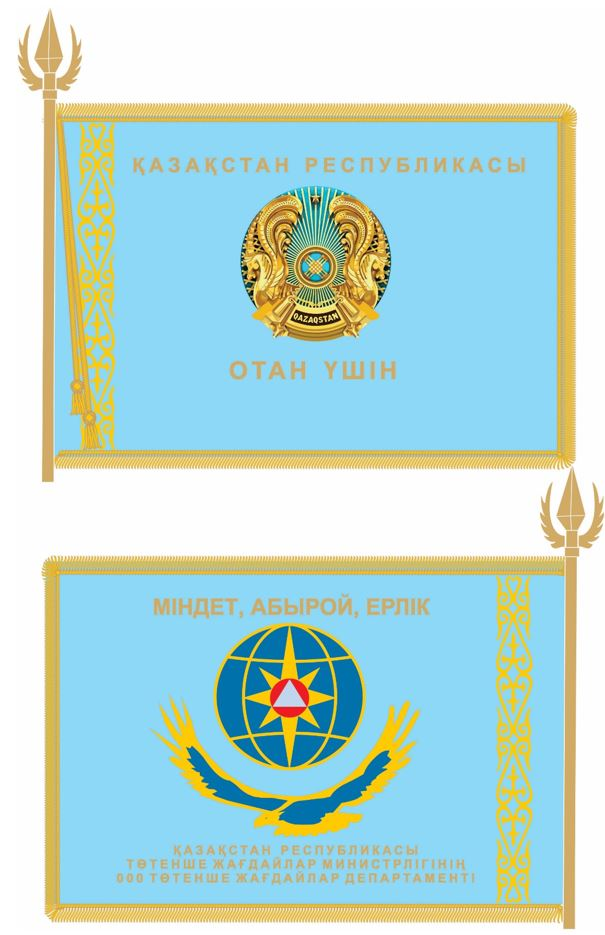 ҚАЗАҚСТАН РЕСПУБЛИКАСЫ
QAZAQSTAN
ОТАН ҮШІН
МІНДЕТ, АБЫРОЙ, ЕРЛІК
ҚАЗАҚСТАН РЕСПУБЛИКАСЫ
ТӨТЕНШЕ ЖАҒДАЙЛАР МИНИСТРЛІГІНІҢ
000 ТӨТЕНШЕ ЖАҒДАЙЛАР ДЕПАРТАМЕНТІ